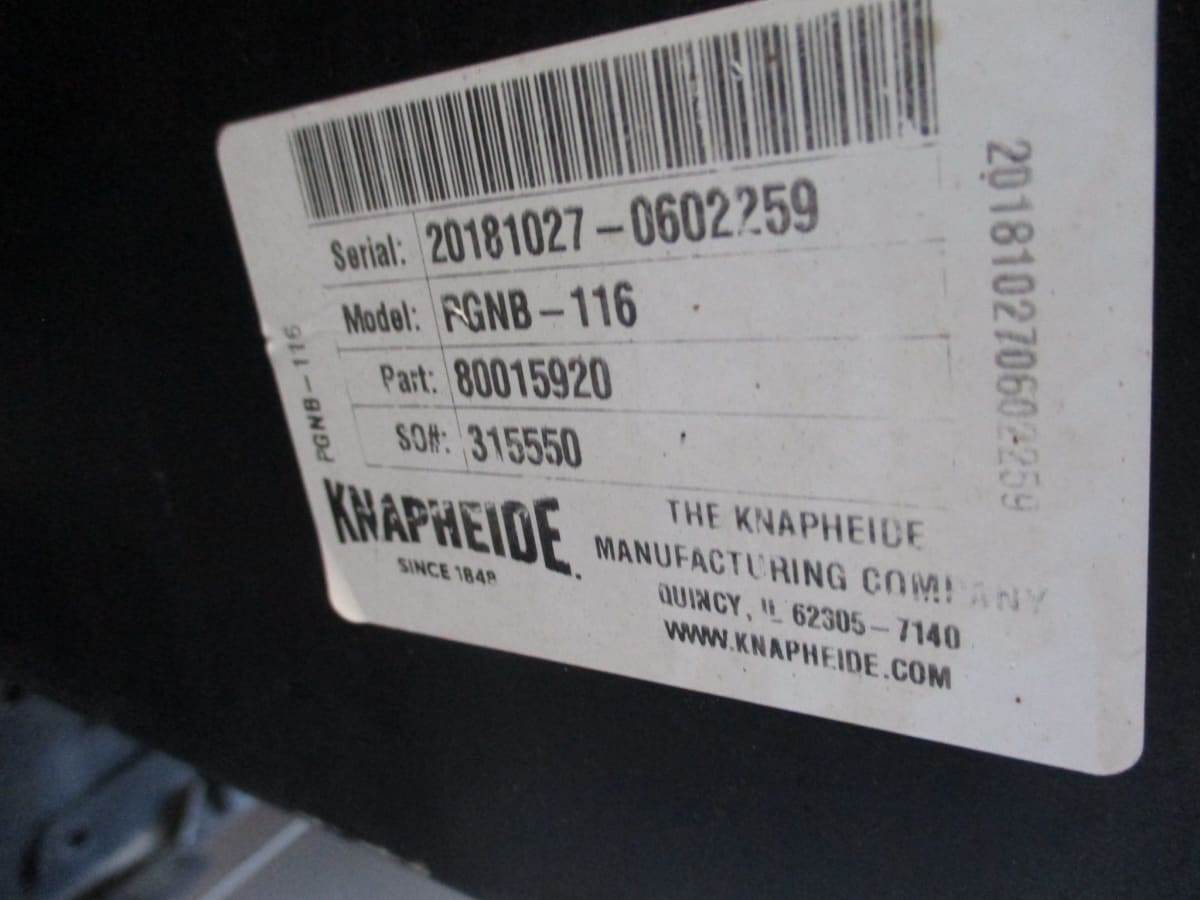 Serial: 20181027-0602259
Model: PGNB-116
Part: 80015920
SO#: 315550
KNAPHEIDE.
SINCE 1848
THE KNAPHEIDE
MANUFACTURING COMPANY
QUINCY, IL 62305-7140
WWW.KNAPHEIDE.COM
PGNB-116
201810270602259